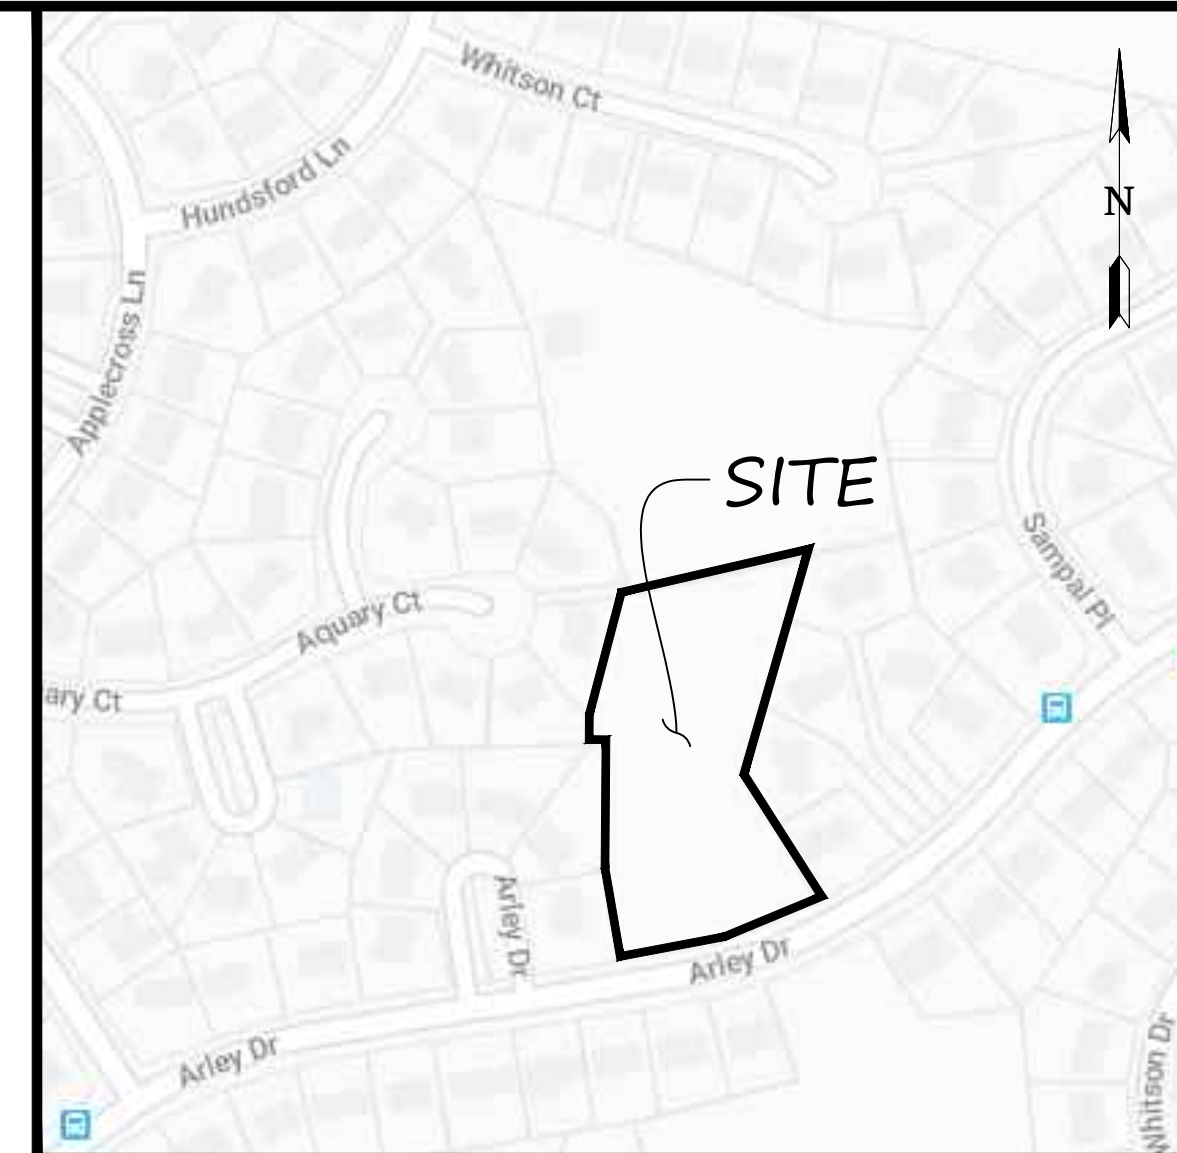 Whitson Ct
Hundsford Ln
N
Applecross Ln
SITE
Sampal Pl
Aquary Ct
ary Ct
Arley Dr
Arley Dr
Arley Dr
Whitson Dr